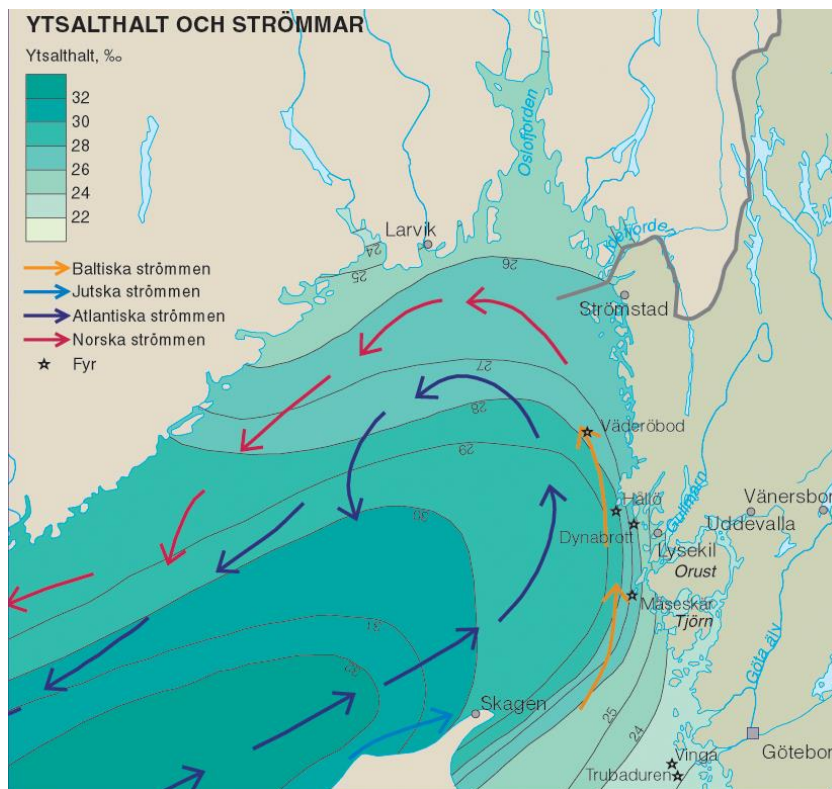 YTSALTHALT OCH STRÖMMAR
Ytsalthalt, ‰
32
30
28
26
24
22
Baltiska strömmen
Jutska strömmen
Atlantiska strömmen
Norska strömmen
Fyr
Oslofjorden
Larvik
24
25
26
Idefjorden
Strömstad
27
28
Väderöbod
29
Hållö
Gullmarn
Vänersbor
Uddevalla
30
Dynabrott
Lysekil
Orust
Måseskär
Tjörn
31
32
Göta älv
Skagen
25
24
Vinga
Göteborg
Trubaduren